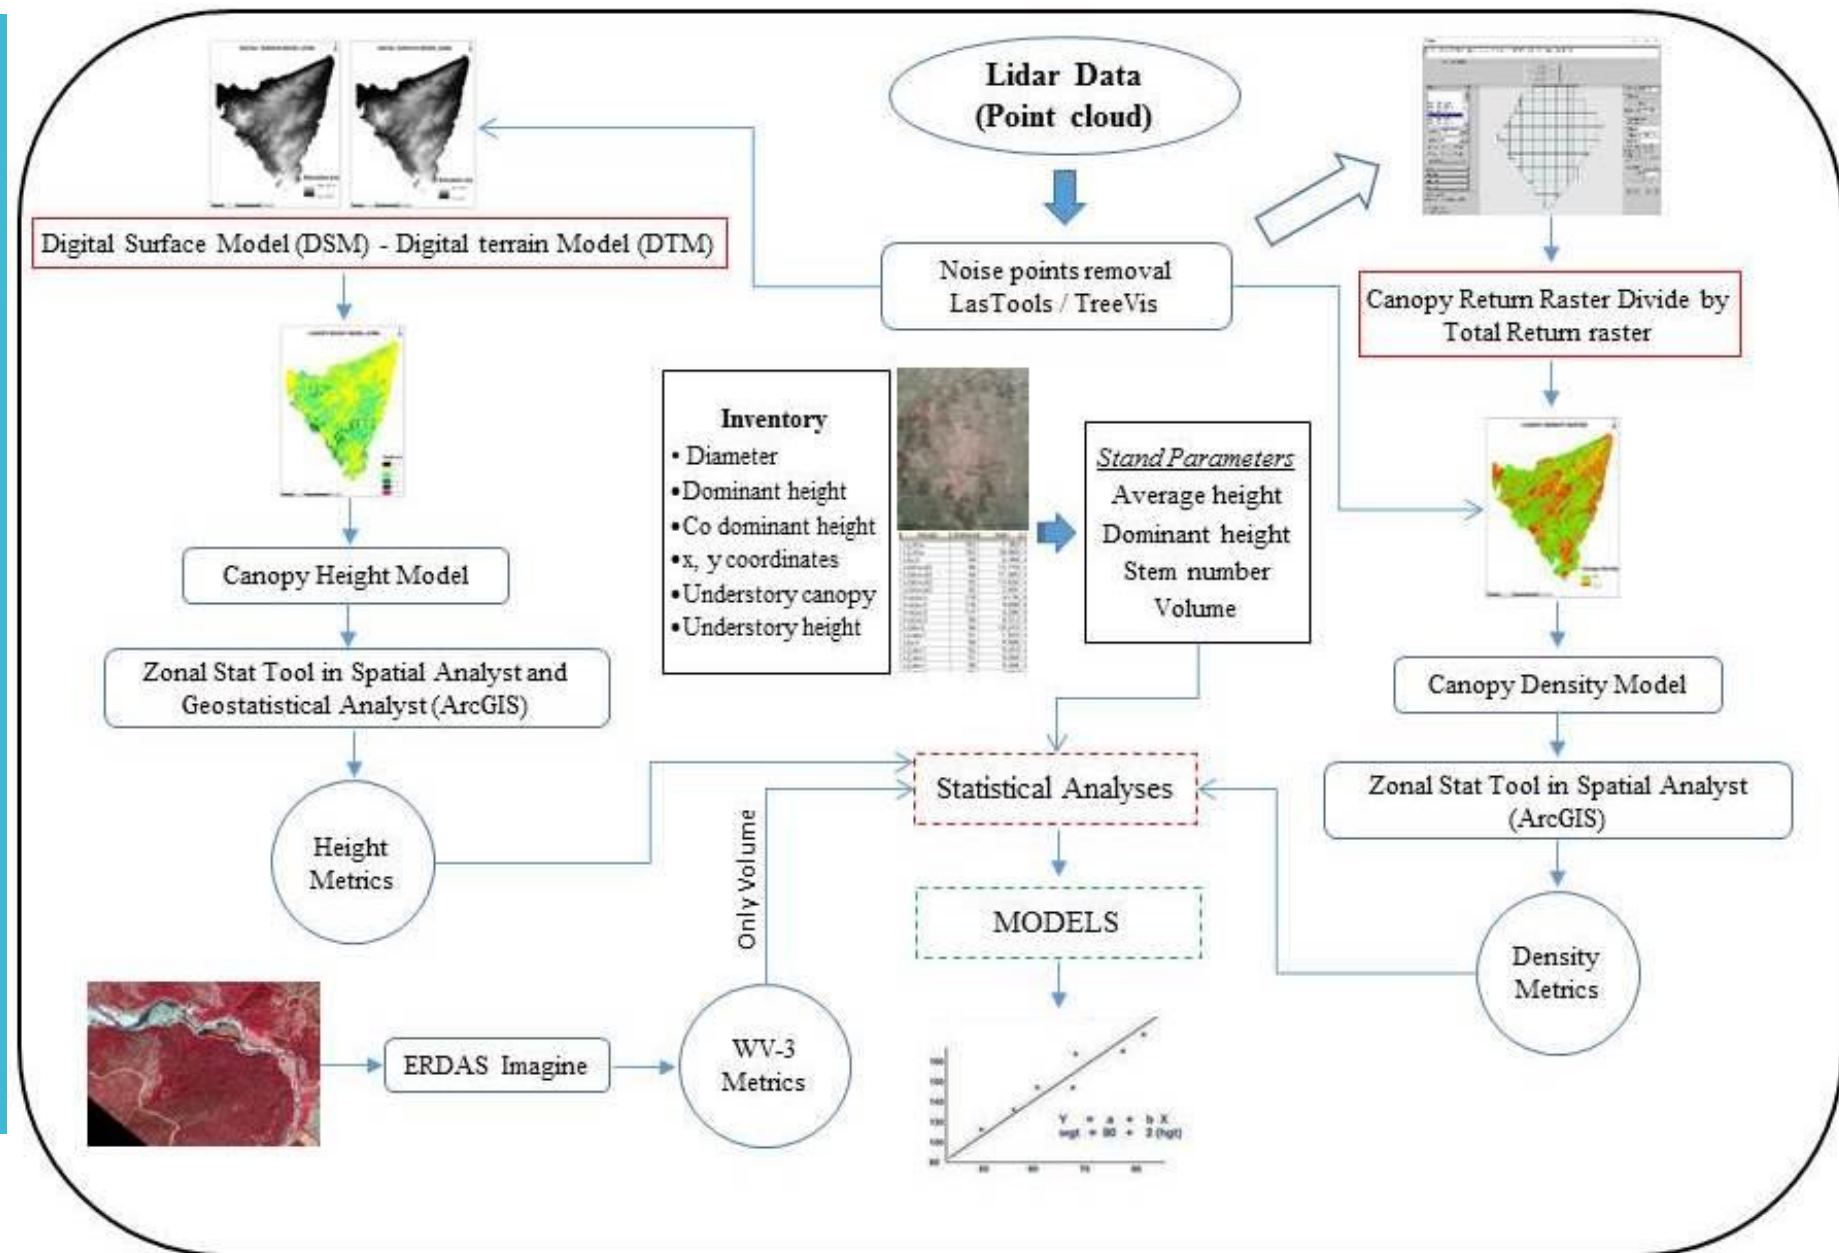 Lidar Data
(Point cloud)
Digital Surface Model (DSM) - Digital terrain Model (DTM)
Noise points removal
LasTools / TreeVis
Canopy Return Raster Divide by
Total Return raster
Inventory
• Diameter
•Dominant height
•Co dominant height
•x, y coordinates
•Understory canopy
•Understory height
Stand Parameters
Average height
Dominant height
Stem number
Volume
Canopy Height Model
Zonal Stat Tool in Spatial Analyst and
Geostatistical Analyst (ArcGIS)
Canopy Density Model
Zonal Stat Tool in Spatial Analyst
(ArcGIS)
Statistical Analyses
Height
Metrics
Only Volume
MODELS
Density
Metrics
ERDAS Imagine
WV-3
Metrics
Y = a + b X
wgt = 80 + 2 (hgt)